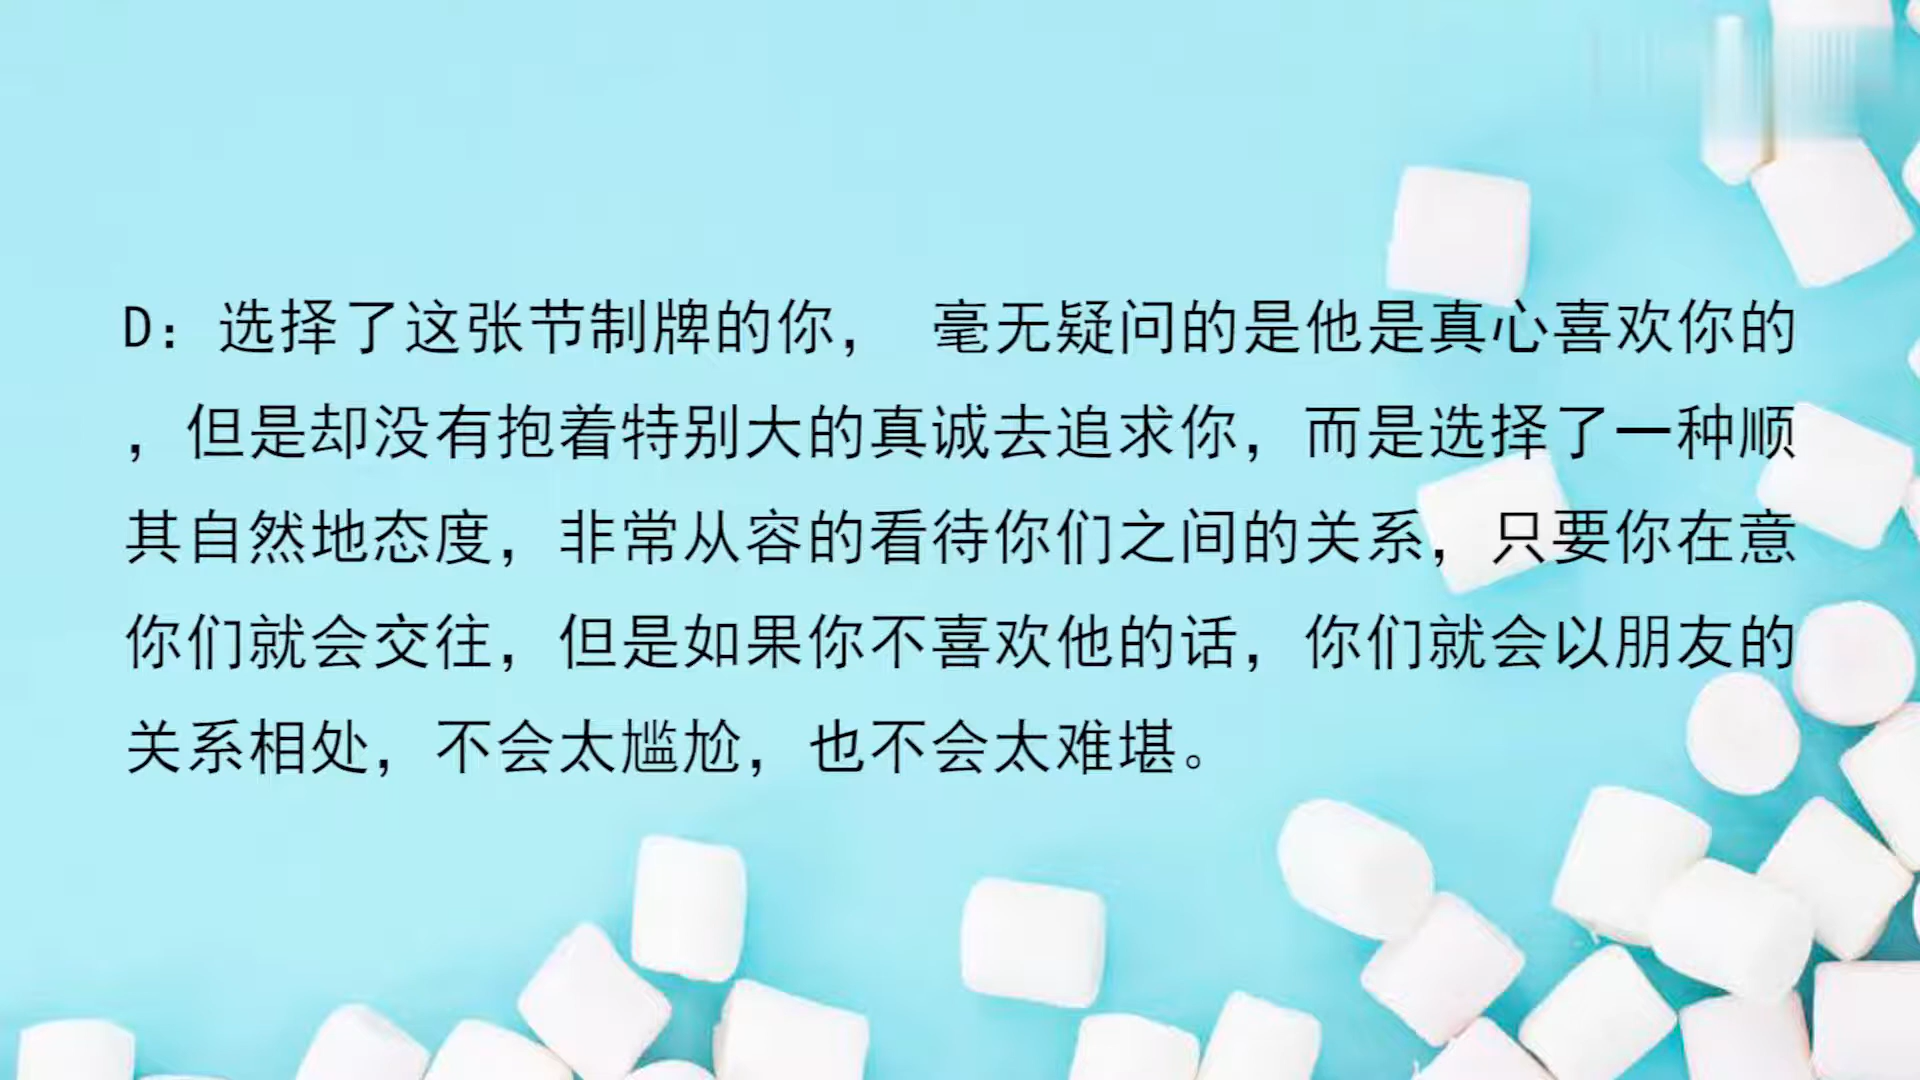 D：选择了这张节制牌的你， 毫无疑问的是他是真心喜欢你的
，但是却没有抱着特别大的真诚去追求你，而是选择了一种顺
其自然地态度，非常从容的看待你们之间的关系，只要你在意
你们就会交往，但是如果你不喜欢他的话，你们就会以朋友的
关系相处，不会太尴尬，也不会太难堪。